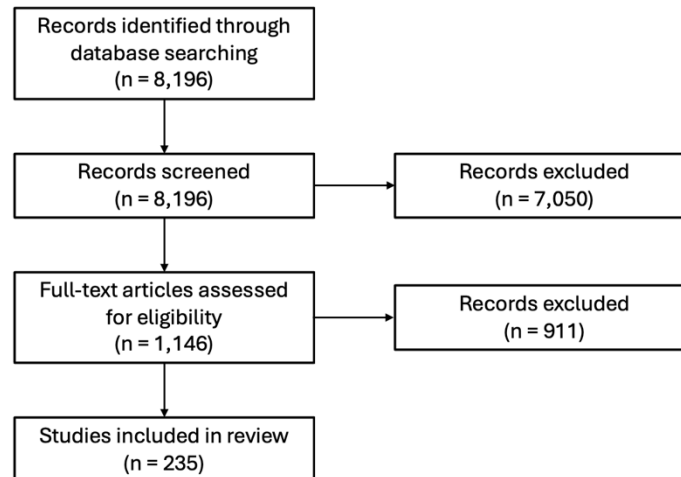 Records identified through
database searching
(n = 8,196)
Records screened
(n = 8,196)
Records excluded
(n = 7,050)
Full-text articles assessed
for eligibility
(n = 1,146)
Records excluded
(n = 911)
Studies included in review
(n = 235)